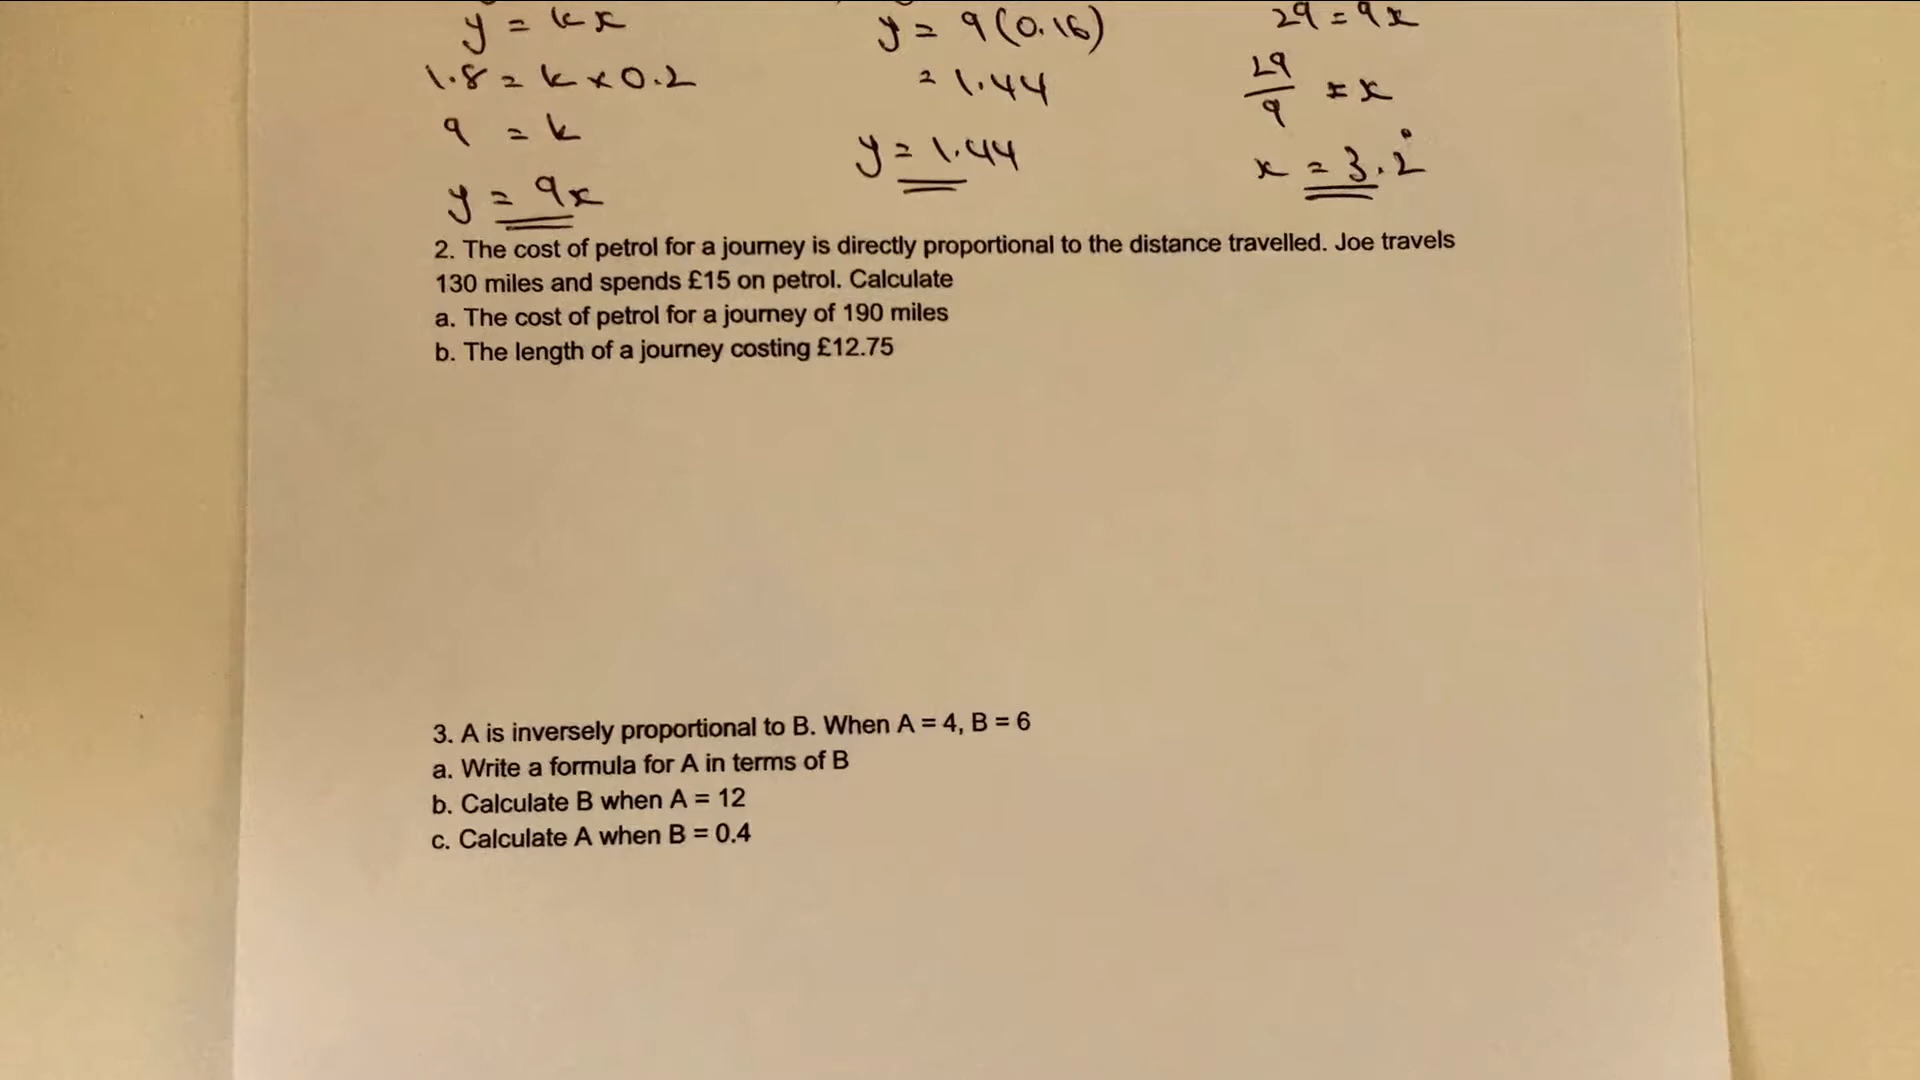 y = kx
1.8 = k × 0.2
9 = k
y = 9x
y = 9(0.16)
= 1.44
y = 1.44
29 = 9x
29/9 = x
x = 3.2̇
2. The cost of petrol for a journey is directly proportional to the distance travelled. Joe travels
130 miles and spends £15 on petrol. Calculate
a. The cost of petrol for a journey of 190 miles
b. The length of a journey costing £12.75
3. A is inversely proportional to B. When A = 4, B = 6
a. Write a formula for A in terms of B
b. Calculate B when A = 12
c. Calculate A when B = 0.4